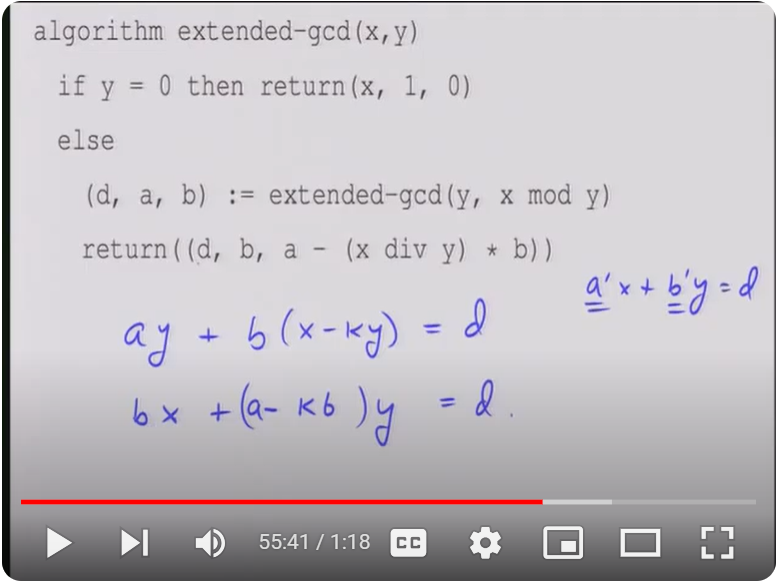 algorithm extended-gcd(x,y)
if y = 0 then return(x, 1, 0)
else
(d, a, b) := extended-gcd(y, x mod y)
return((d, b, a - (x div y) * b))
a'x + b'y = d
ay + b(x-ky) = d
bx + (a- kb )y = d.
55:41 / 1:18
CC